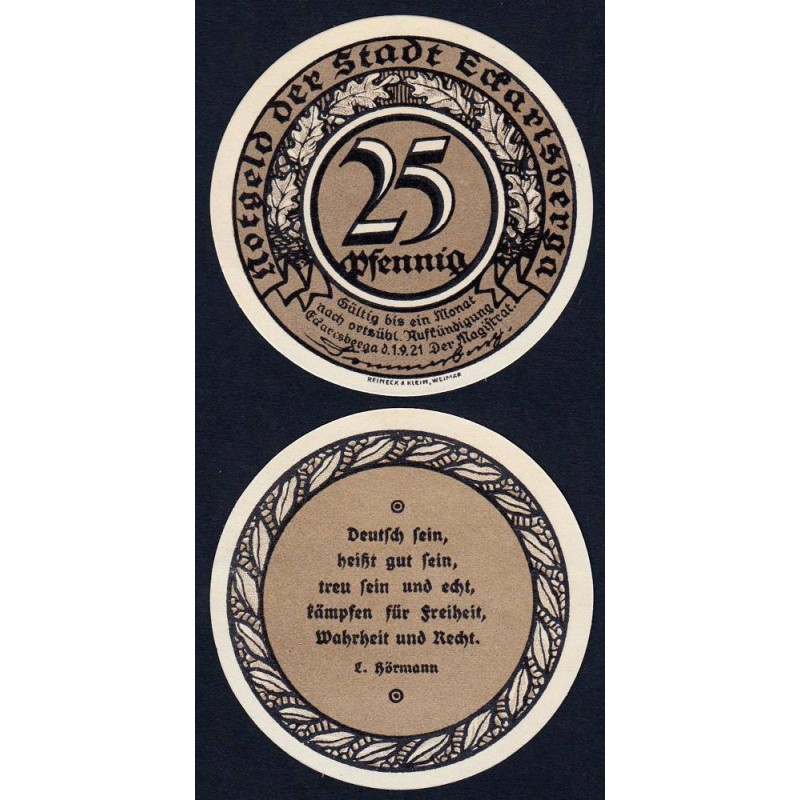 Notgeld der Stadt Eckartsberga
25
Pfennig
Gültig bis ein Monat
nach ortsübl. Aufkündigung
Eckartsberga d.1.9.21 Der Magiſtrat.
REINECK & KLEIN, WEIMAR
Deutſch ſein,
heißt gut ſein,
treu ſein und echt,
kämpfen für Freiheit,
Wahrheit und Recht.
L. Hörmann